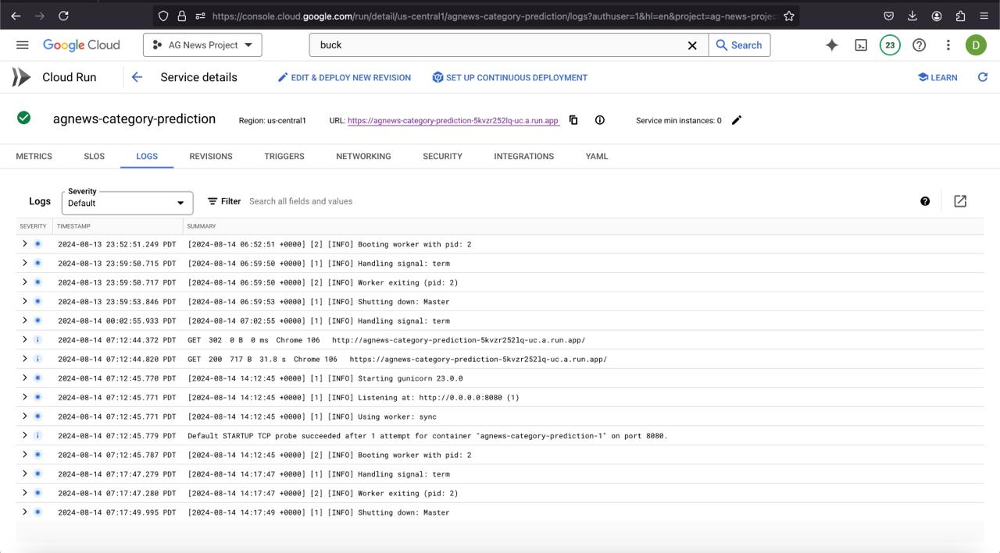 https://console.cloud.google.com/run/detail/us-central1/agnews-category-prediction/logs?authuser=1&hl=en&project=ag-news-projec
Google Cloud AG News Project buck Search 23 D
Cloud Run Service details EDIT & DEPLOY NEW REVISION SET UP CONTINUOUS DEPLOYMENT LEARN
agnews-category-prediction Region: us-central1 URL: https://agnews-category-prediction-5kvzr252lq-uc.a.run.app Service min instances: 0
METRICS SLOS LOGS REVISIONS TRIGGERS NETWORKING SECURITY INTEGRATIONS YAML
Severity
Logs Default Filter Search all fields and values
SEVERITY TIMESTAMP SUMMARY
2024-08-13 23:52:51.249 PDT [2024-08-14 06:52:51 +0000] [2] [INFO] Booting worker with pid: 2
2024-08-13 23:59:50.715 PDT [2024-08-14 06:59:50 +0000] [1] [INFO] Handling signal: term
2024-08-13 23:59:50.717 PDT [2024-08-14 06:59:50 +0000] [2] [INFO] Worker exiting (pid: 2)
2024-08-13 23:59:53.846 PDT [2024-08-14 06:59:53 +0000] [1] [INFO] Shutting down: Master
2024-08-14 00:02:55.933 PDT [2024-08-14 07:02:55 +0000] [1] [INFO] Handling signal: term
2024-08-14 07:12:44.372 PDT GET 302 0 B 0 ms Chrome 106 http://agnews-category-prediction-5kvzr252lq-uc.a.run.app/
2024-08-14 07:12:44.820 PDT GET 200 717 B 31.8 s Chrome 106 https://agnews-category-prediction-5kvzr252lq-uc.a.run.app/
2024-08-14 07:12:45.770 PDT [2024-08-14 14:12:45 +0000] [1] [INFO] Starting gunicorn 23.0.0
2024-08-14 07:12:45.771 PDT [2024-08-14 14:12:45 +0000] [1] [INFO] Listening at: http://0.0.0.0:8080 (1)
2024-08-14 07:12:45.771 PDT [2024-08-14 14:12:45 +0000] [1] [INFO] Using worker: sync
2024-08-14 07:12:45.779 PDT Default STARTUP TCP probe succeeded after 1 attempt for container "agnews-category-prediction-1" on port 8080.
2024-08-14 07:12:45.787 PDT [2024-08-14 14:12:45 +0000] [2] [INFO] Booting worker with pid: 2
2024-08-14 07:17:47.279 PDT [2024-08-14 14:17:47 +0000] [1] [INFO] Handling signal: term
2024-08-14 07:17:47.280 PDT [2024-08-14 14:17:47 +0000] [2] [INFO] Worker exiting (pid: 2)
2024-08-14 07:17:49.995 PDT [2024-08-14 14:17:49 +0000] [1] [INFO] Shutting down: Master